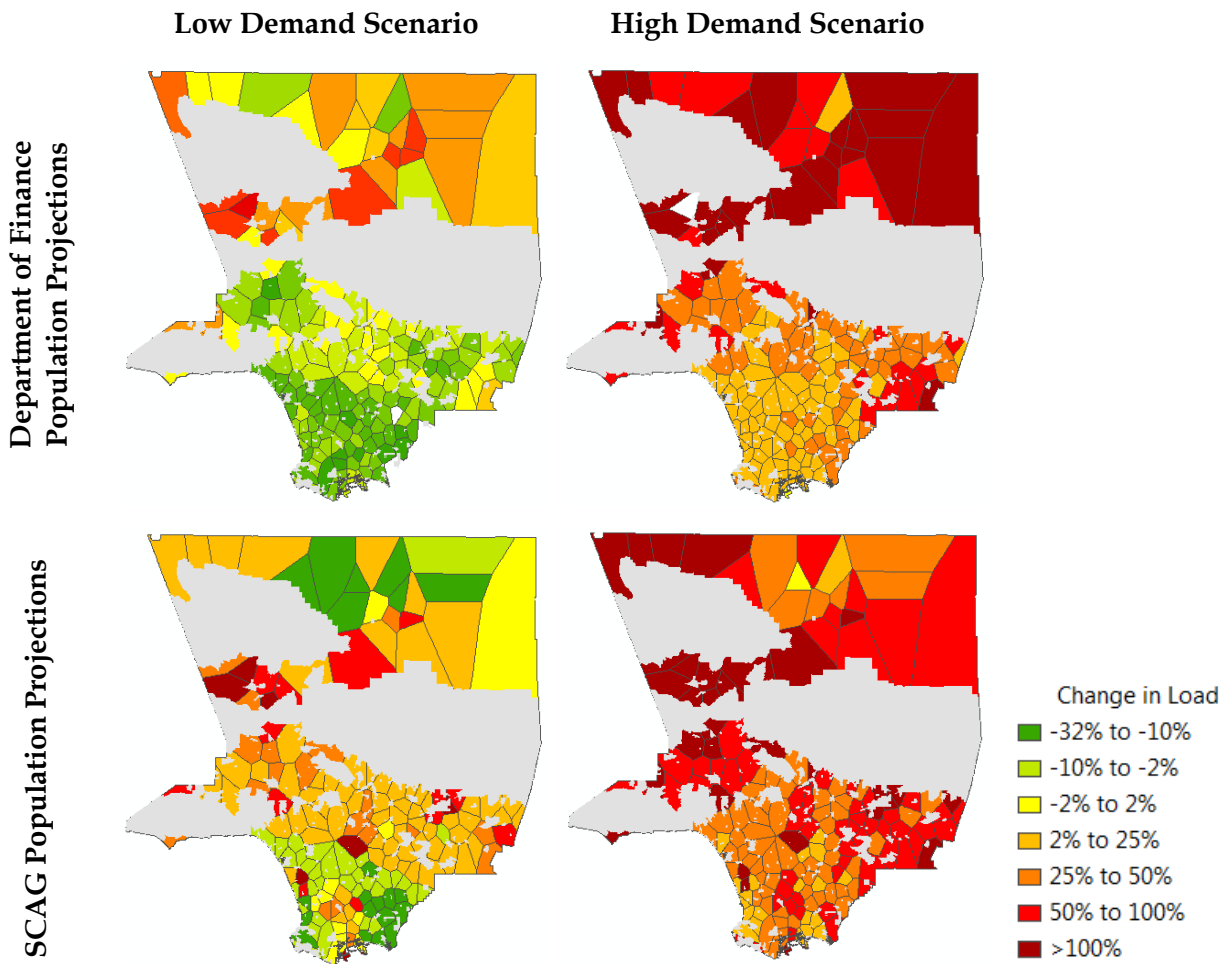 Low Demand Scenario
High Demand Scenario
Department of Finance
Population Projections
SCAG Population Projections
Change in Load
-32% to -10%
-10% to -2%
-2% to 2%
2% to 25%
25% to 50%
50% to 100%
>100%